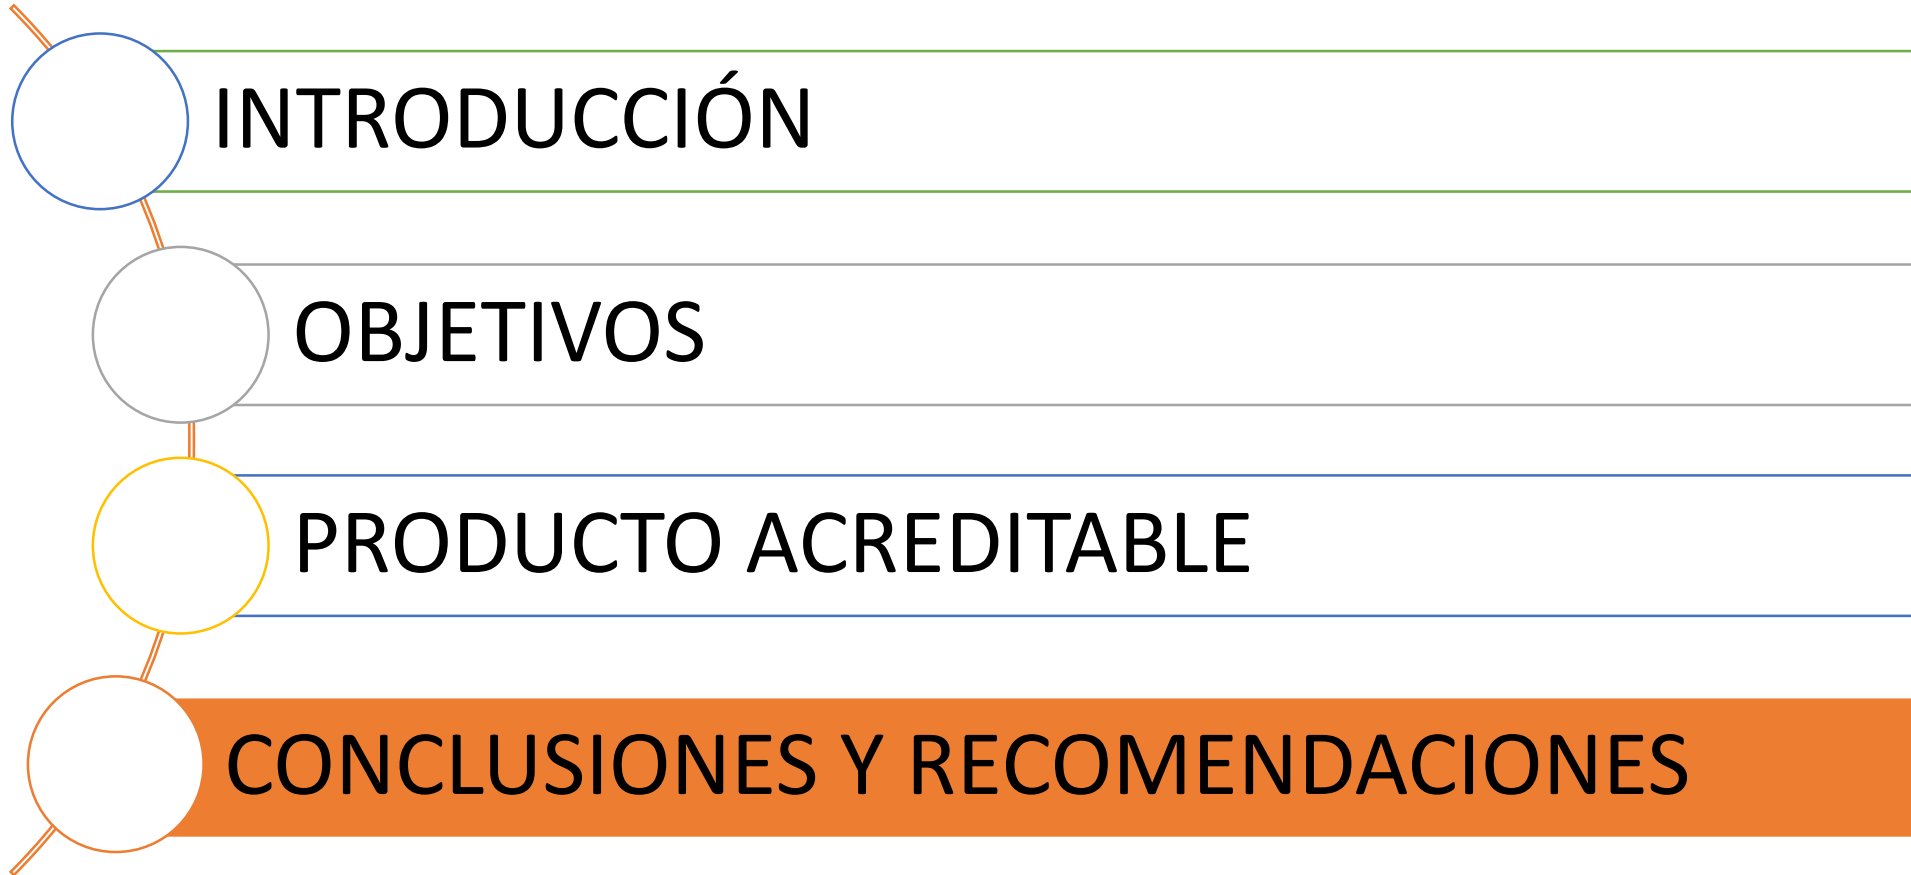 INTRODUCCIÓN
OBJETIVOS
PRODUCTO ACREDITABLE
CONCLUSIONES Y RECOMENDACIONES